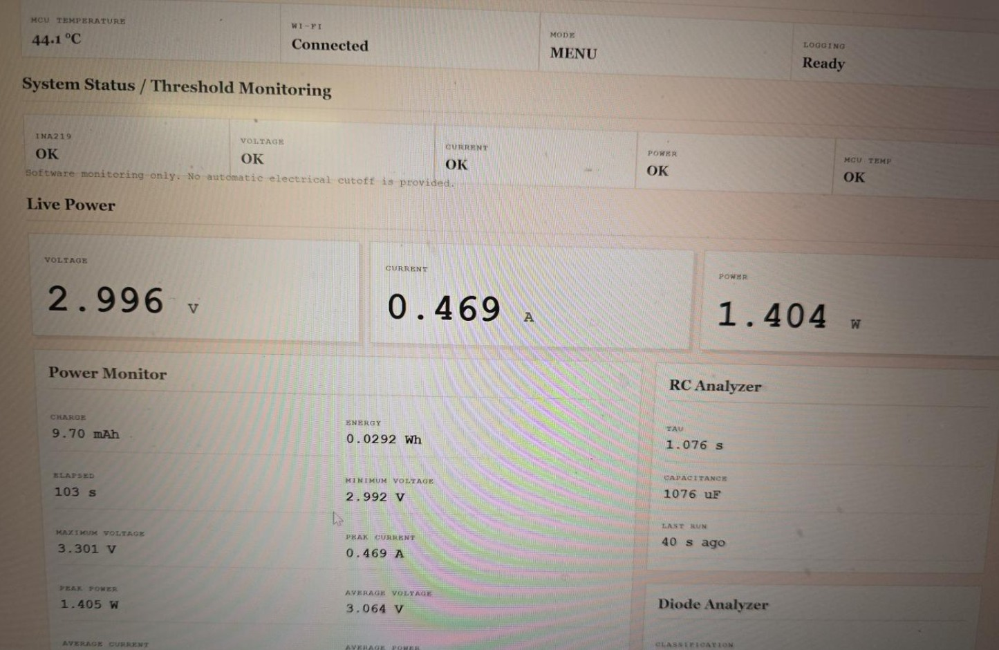 MCU TEMPERATURE
44.1 °C
WI-FI
Connected
MODE
MENU
LOGGING
Ready
System Status / Threshold Monitoring
INA219
OK
VOLTAGE
OK
CURRENT
OK
POWER
OK
MCU TEMP
OK
Software monitoring only. No automatic electrical cutoff is provided.
Live Power
VOLTAGE
2.996 V
CURRENT
0.469 A
POWER
1.404 W
Power Monitor
CHARGE
9.70 mAh
ENERGY
0.0292 Wh
ELAPSED
103 s
MINIMUM VOLTAGE
2.992 V
MAXIMUM VOLTAGE
3.301 V
PEAK CURRENT
0.469 A
PEAK POWER
1.405 W
AVERAGE VOLTAGE
3.064 V
AVERAGE CURRENT
AVERAGE POWER
RC Analyzer
TAU
1.076 s
CAPACITANCE
1076 uF
LAST RUN
40 s ago
Diode Analyzer
CLASSIFICATION